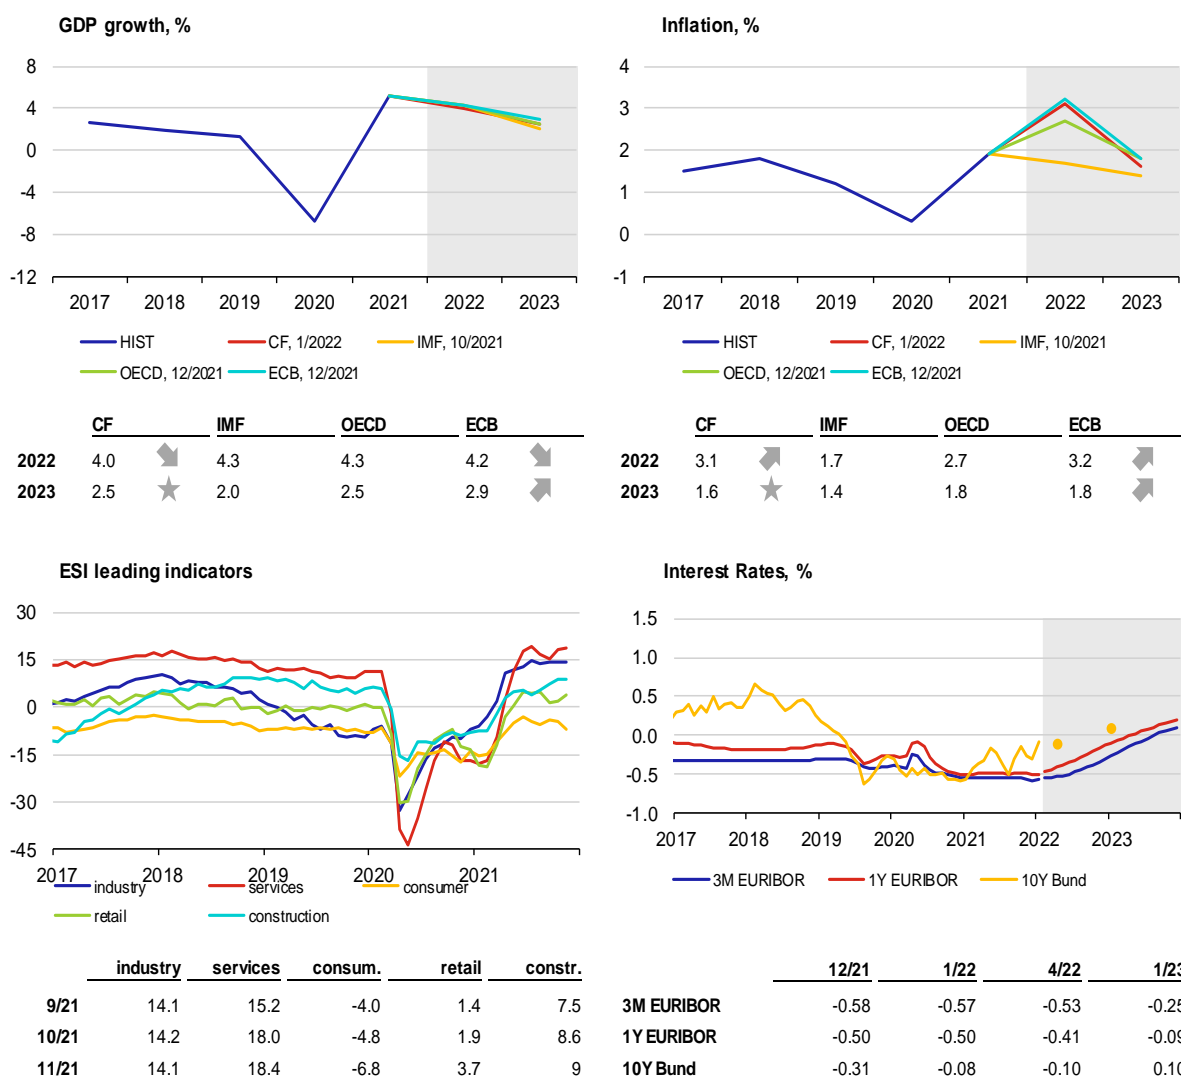 GDP growth, %
8
4
0
-4
-8
-12
2017 2018 2019 2020 2021 2022 2023
HIST CF, 1/2022 IMF, 10/2021
OECD, 12/2021 ECB, 12/2021
CF IMF OECD ECB
2022 4.0 4.3 4.3 4.2
2023 2.5 2.0 2.5 2.9
Inflation, %
4
3
2
1
0
-1
2017 2018 2019 2020 2021 2022 2023
HIST CF, 1/2022 IMF, 10/2021
OECD, 12/2021 ECB, 12/2021
CF IMF OECD ECB
2022 3.1 1.7 2.7 3.2
2023 1.6 1.4 1.8 1.8
ESI leading indicators
30
15
0
-15
-30
-45
2017 2018 2019 2020 2021
industry services consumer
retail construction
industry services consum. retail constr.
9/21 14.1 15.2 -4.0 1.4 7.5
10/21 14.2 18.0 -4.8 1.9 8.6
11/21 14.1 18.4 -6.8 3.7 9
Interest Rates, %
1.5
1.0
0.5
0.0
-0.5
-1.0
2017 2018 2019 2020 2021 2022 2023
3M EURIBOR 1Y EURIBOR 10Y Bund
12/21 1/22 4/22 1/23
3M EURIBOR -0.58 -0.57 -0.53 -0.25
1Y EURIBOR -0.50 -0.50 -0.41 -0.09
10Y Bund -0.31 -0.08 -0.10 0.10